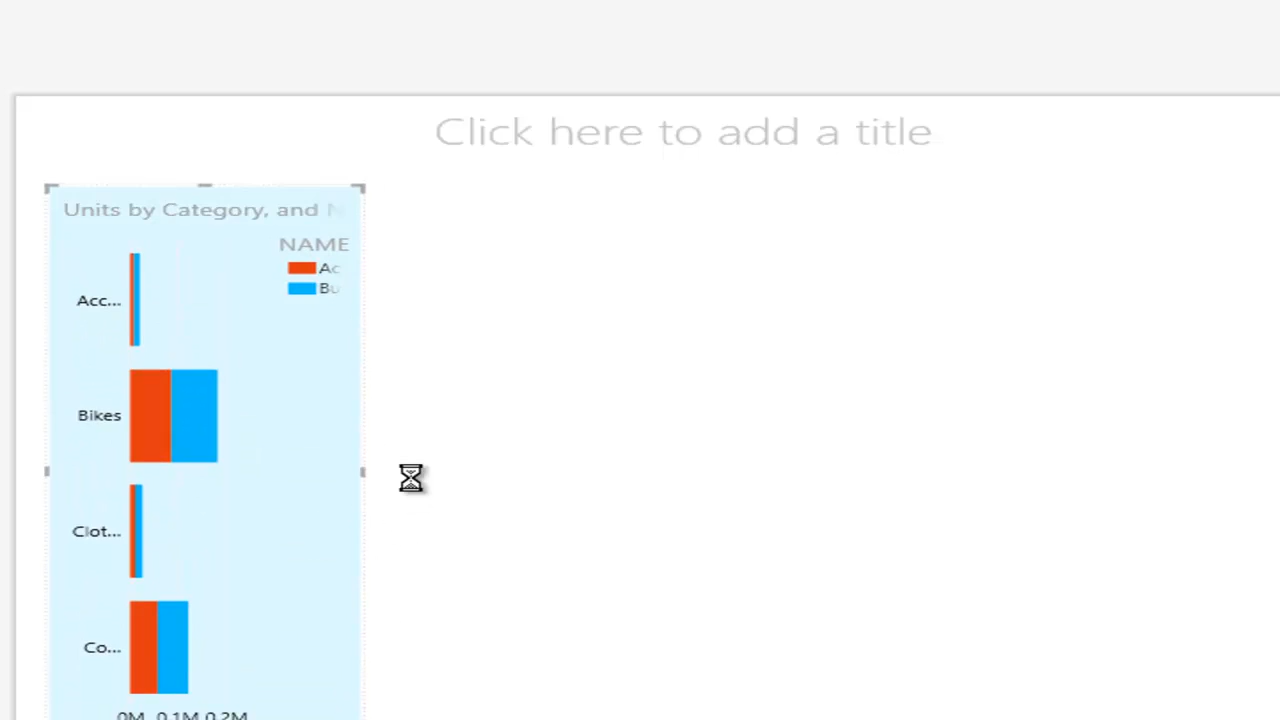 Click here to add a title
Units by Category, and N
NAME
Ac
Bu
Acc...
Bikes
Clot...
Co...
0M 0.1M 0.2M